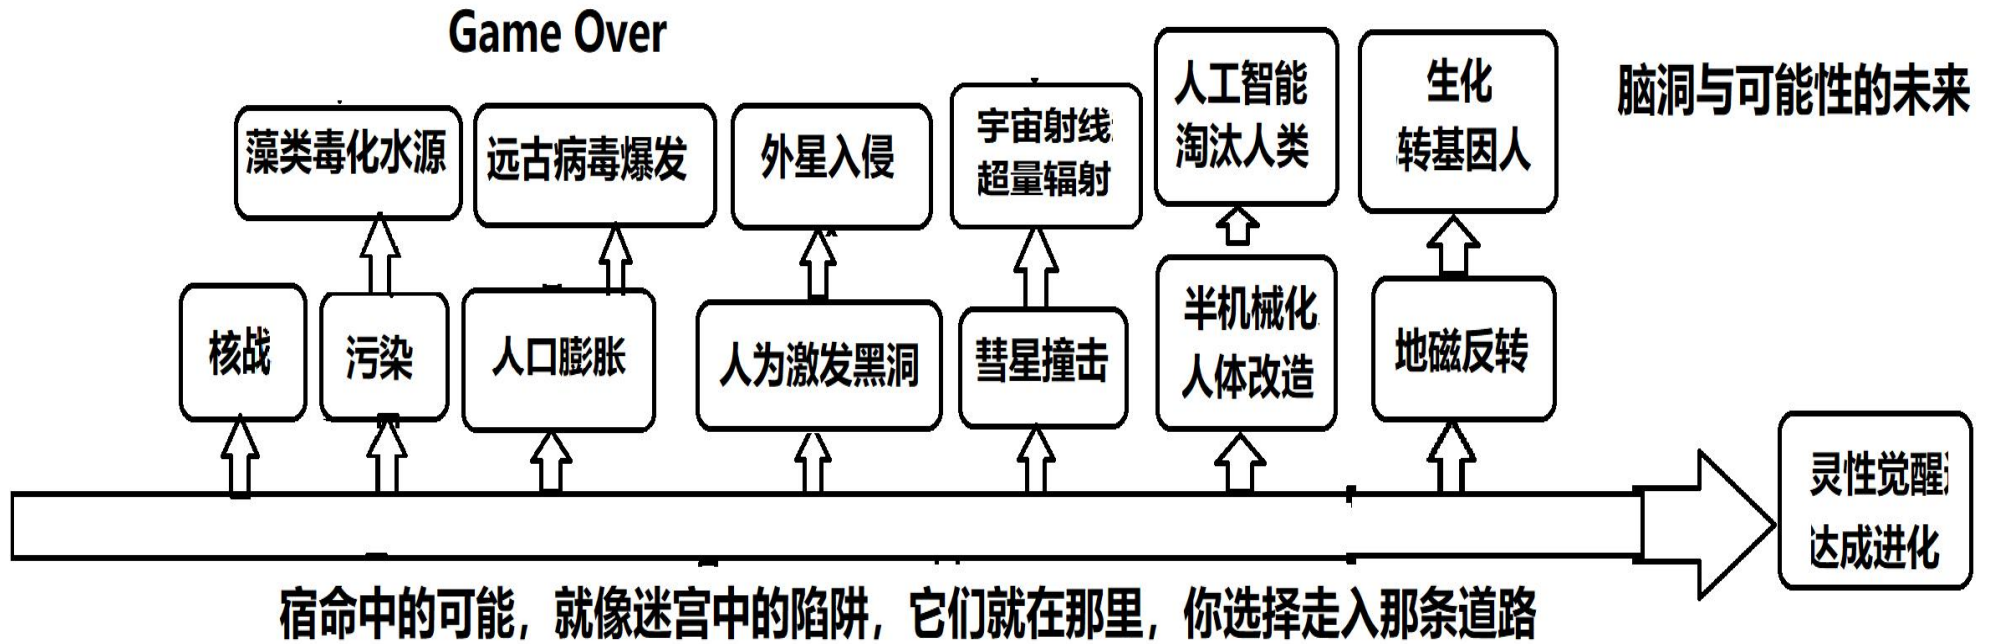 Game Over
脑洞与可能性的未来
藻类毒化水源
远古病毒爆发
外星入侵
宇宙射线
超量辐射
人工智能
淘汰人类
生化
转基因人
核战
污染
人口膨胀
人为激发黑洞
彗星撞击
半机械化
人体改造
地磁反转
灵性觉醒
达成进化
宿命中的可能，就像迷宫中的陷阱，它们就在那里，你选择走入那条道路